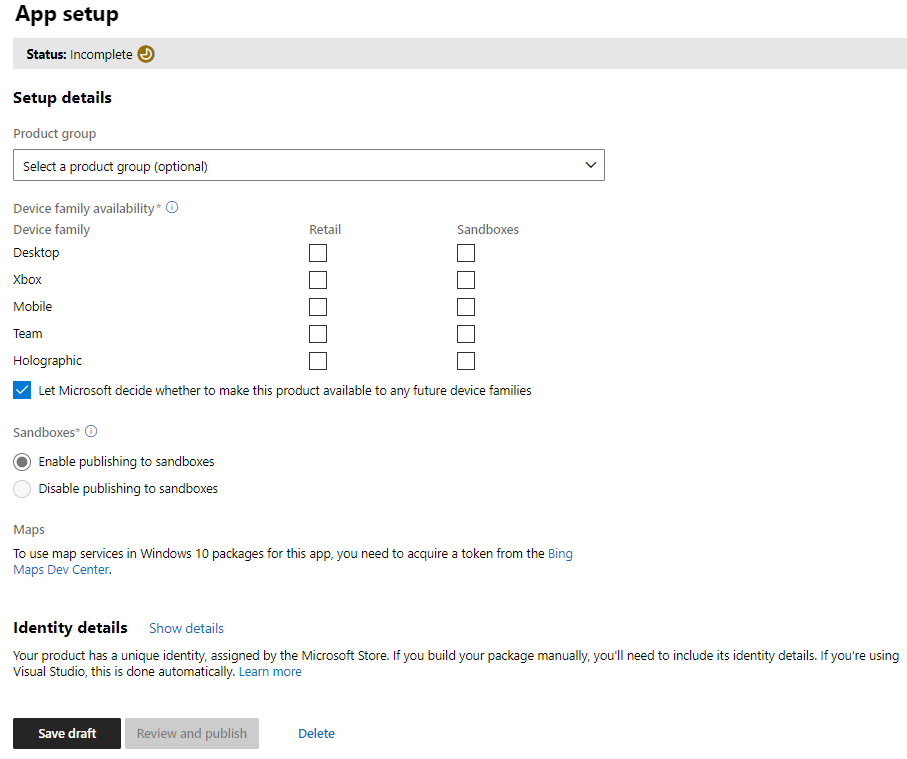 App setup
Status: Incomplete
Setup details
Product group
Select a product group (optional)
Device family availability*
Device family Retail Sandboxes
Desktop
Xbox
Mobile
Team
Holographic
Let Microsoft decide whether to make this product available to any future device families
Sandboxes*
Enable publishing to sandboxes
Disable publishing to sandboxes
Maps
To use map services in Windows 10 packages for this app, you need to acquire a token from the Bing
Maps Dev Center.
Identity details Show details
Your product has a unique identity, assigned by the Microsoft Store. If you build your package manually, you'll need to include its identity details. If you're using
Visual Studio, this is done automatically. Learn more
Save draft Review and publish Delete